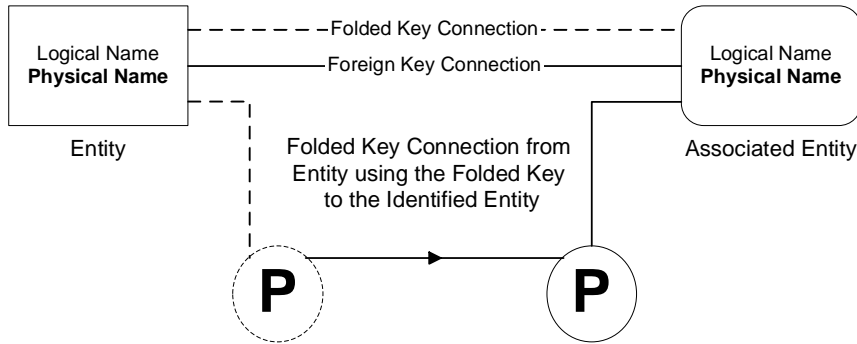 Folded Key Connection
Logical Name
Physical Name
Foreign Key Connection
Logical Name
Physical Name
Entity
Associated Entity
Folded Key Connection from
Entity using the Folded Key
to the Identified Entity
P
P